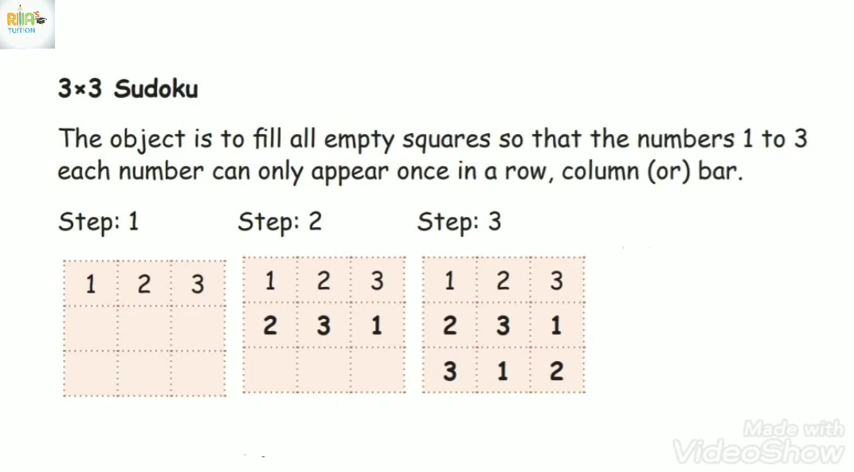 RIIA'S
TUITION
3×3 Sudoku
The object is to fill all empty squares so that the numbers 1 to 3
each number can only appear once in a row, column (or) bar.
Step: 1 Step: 2 Step: 3
1 2 3 1 2 3 1 2 3
2 3 1 2 3 1
3 1 2
Made with
VideoShow